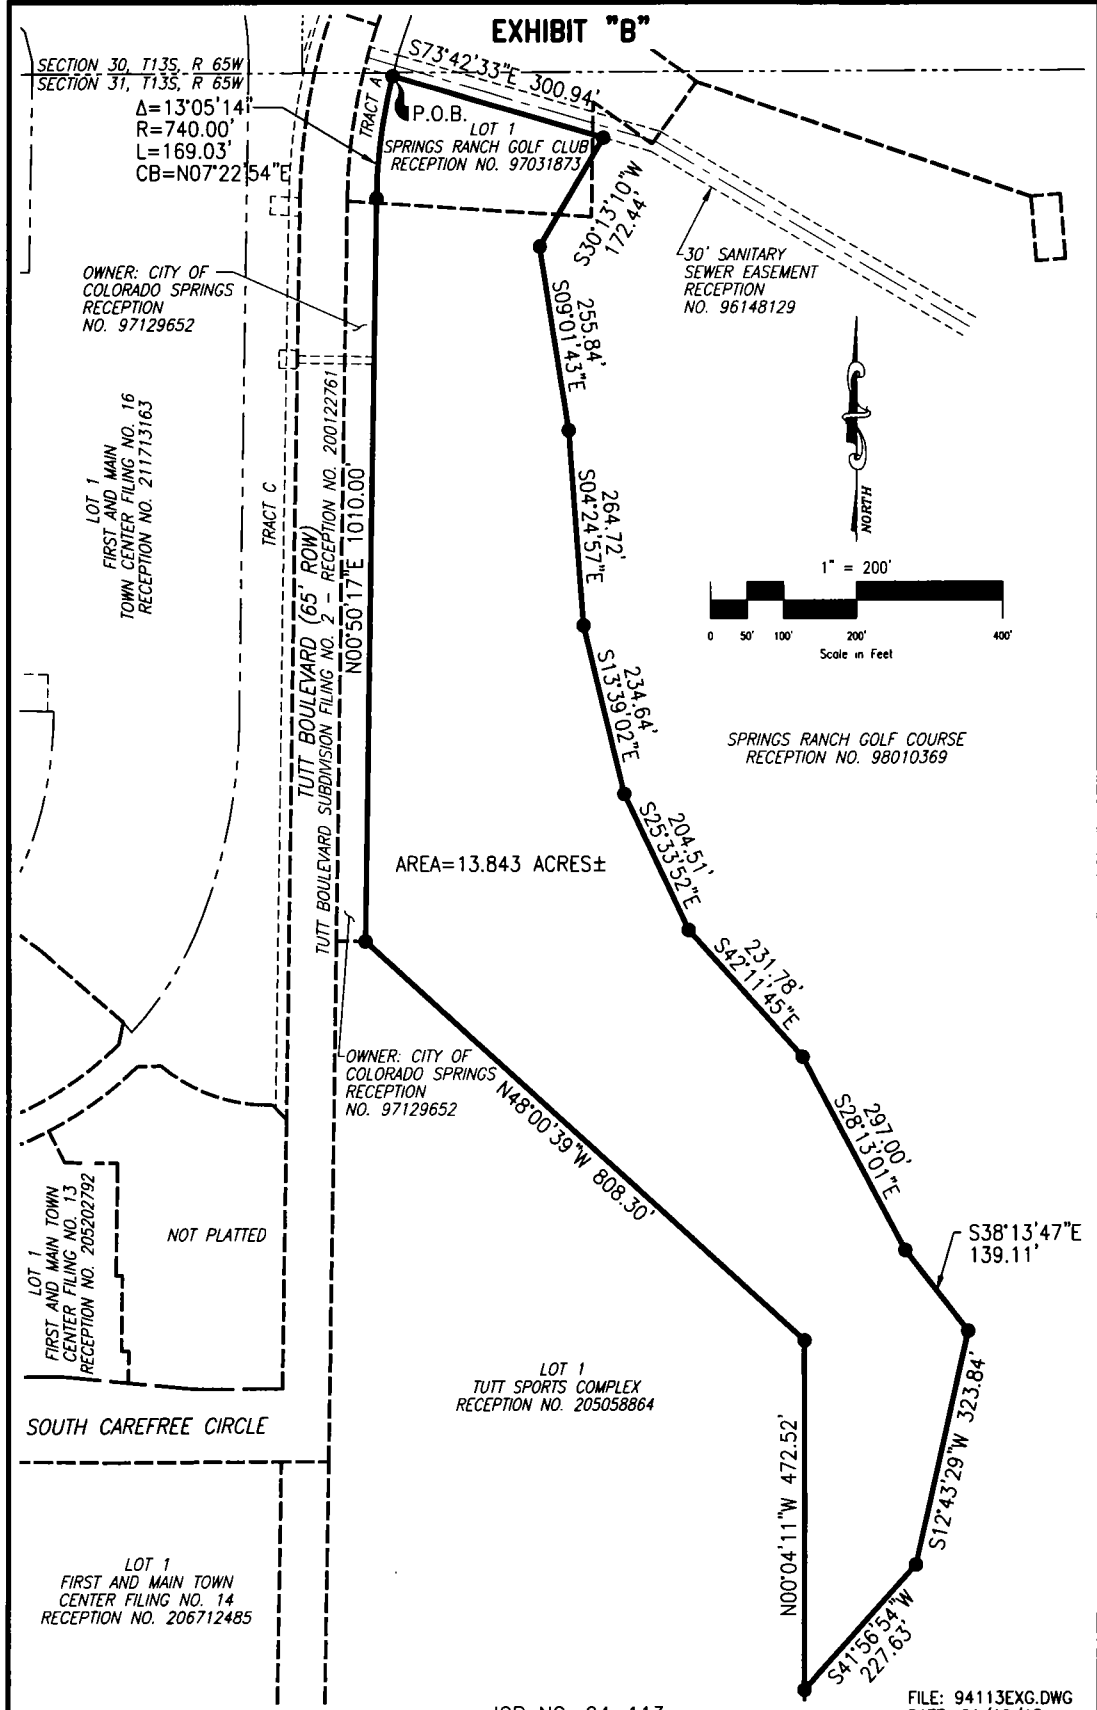 EXHIBIT "B"
SECTION 30, T13S, R 65W
SECTION 31, T13S, R 65W
Δ=13°05'14"
R=740.00'
L=169.03'
CB=N07°22'54"E
TRACT A
P.O.B.
S73°42'33"E 300.94'
LOT 1
SPRINGS RANCH GOLF CLUB
RECEPTION NO. 97031873
S30°13'10"W
172.44'
30' SANITARY
SEWER EASEMENT
RECEPTION
NO. 96148129
OWNER: CITY OF
COLORADO SPRINGS
RECEPTION
NO. 97129652
255.84'
S09°01'43"E
NORTH
1" = 200'
0 50' 100' 200' 400'
Scale in Feet
LOT 1
FIRST AND MAIN
TOWN CENTER FILING NO. 16
RECEPTION NO. 211713163
TRACT C
TUTT BOULEVARD (65' ROW)
TUTT BOULEVARD SUBDIVISION FILING NO. 2 - RECEPTION NO. 200122761
N00°50'17"E 1010.00'
264.72'
S04°24'57"E
234.64'
S13°39'02"E
SPRINGS RANCH GOLF COURSE
RECEPTION NO. 98010369
204.51'
S25°33'52"E
AREA=13.843 ACRES±
231.78'
S42°11'45"E
OWNER: CITY OF
COLORADO SPRINGS
RECEPTION
NO. 97129652
N48°00'39"W 808.30'
297.00'
S28°13'01"E
S38°13'47"E
139.11'
LOT 1
FIRST AND MAIN TOWN
CENTER FILING NO. 13
RECEPTION NO. 205202792
NOT PLATTED
LOT 1
TUTT SPORTS COMPLEX
RECEPTION NO. 205058864
SOUTH CAREFREE CIRCLE
N00°04'11"W 472.52'
S12°43'29"W 323.84'
S41°56'54"W
227.63'
LOT 1
FIRST AND MAIN TOWN
CENTER FILING NO. 14
RECEPTION NO. 206712485
FILE: 94113EXG.DWG